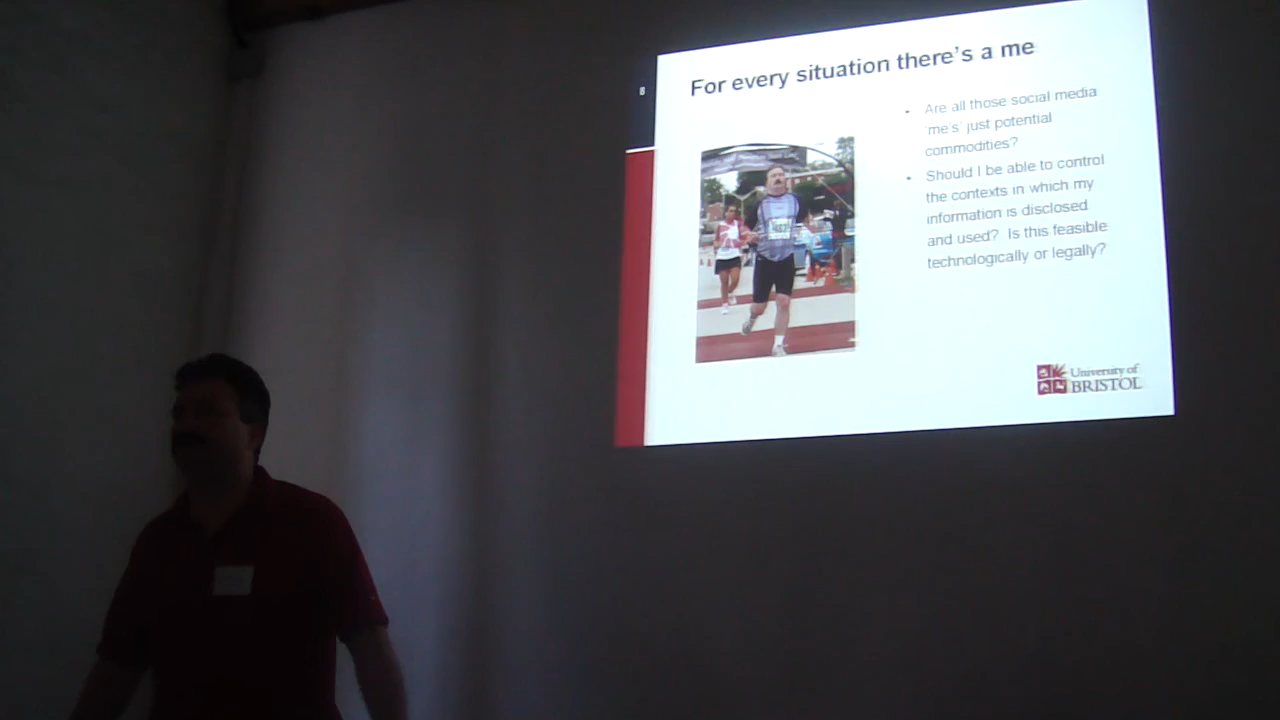 8
For every situation there's a me
• Are all those social media
'me's' just potential
commodities?
• Should I be able to control
the contexts in which my
information is disclosed
and used? Is this feasible
technologically or legally?
University of
BRISTOL